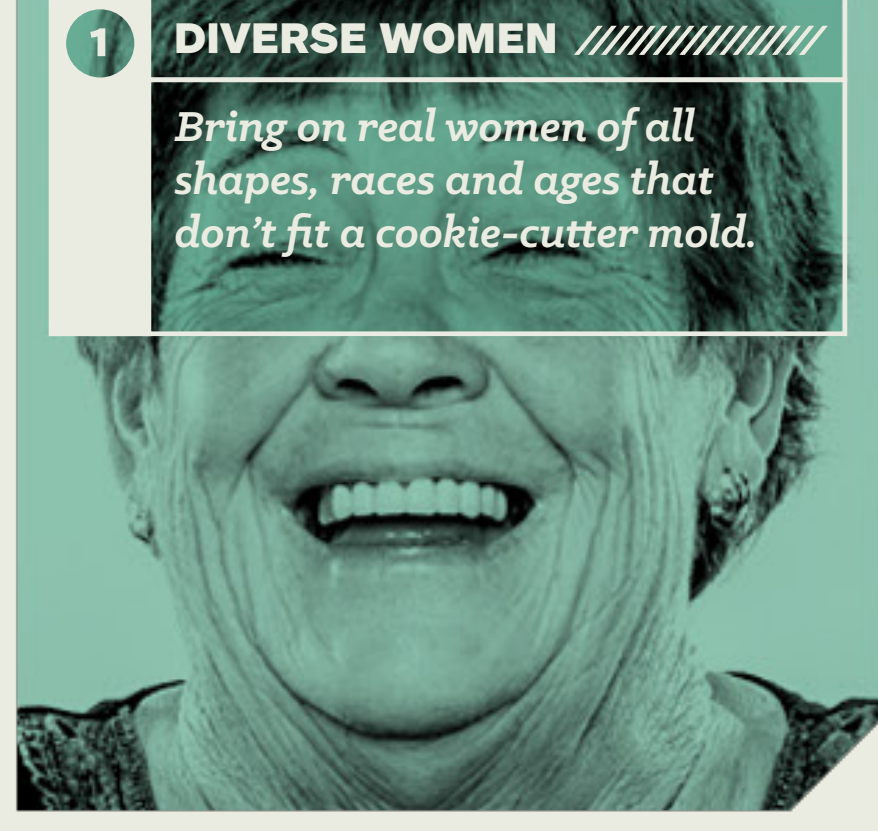 1 DIVERSE WOMEN
Bring on real women of all
shapes, races and ages that
don’t fit a cookie-cutter mold.